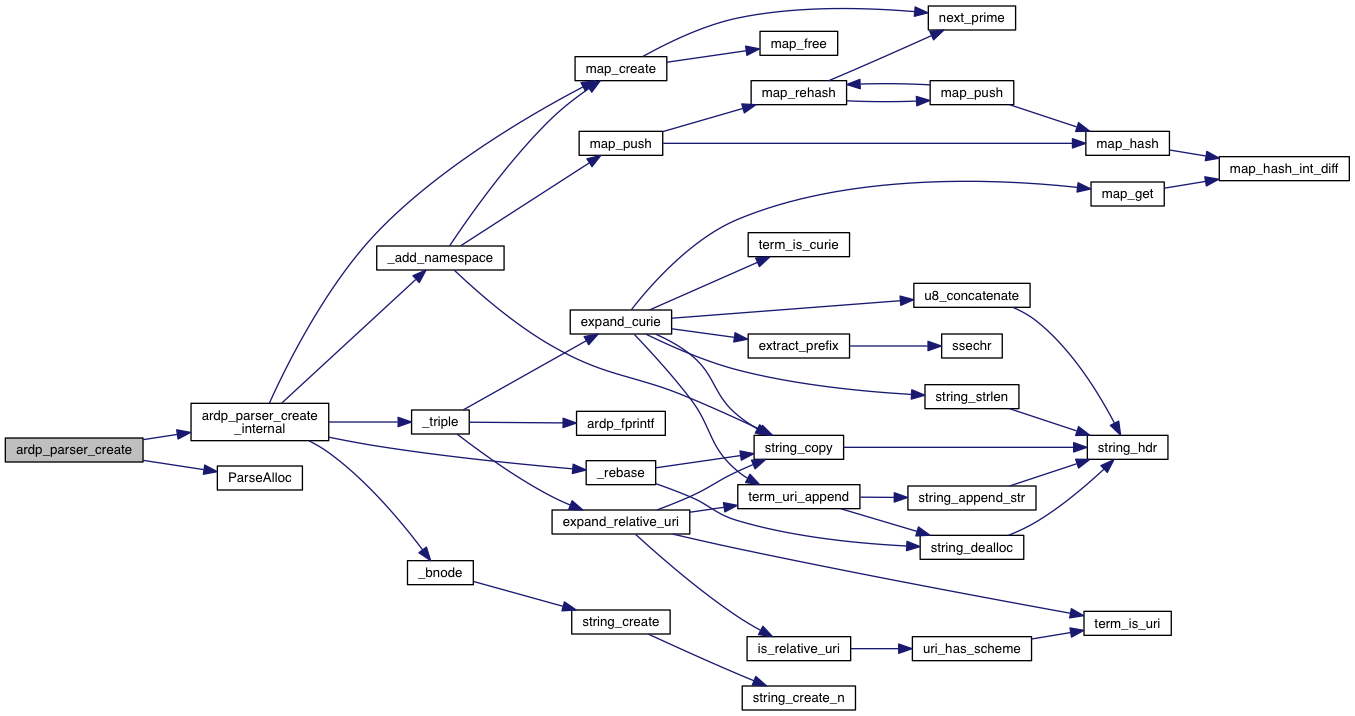 next_prime
map_free
map_create
map_rehash
map_push
map_push
map_hash
map_hash_int_diff
map_get
term_is_curie
_add_namespace
u8_concatenate
expand_curie
extract_prefix
ssechr
string_strlen
ardp_parser_create
_internal
_triple
ardp_fprintf
string_copy
string_hdr
ardp_parser_create
ParseAlloc
_rebase
term_uri_append
string_append_str
expand_relative_uri
string_dealloc
_bnode
string_create
term_is_uri
is_relative_uri
uri_has_scheme
string_create_n